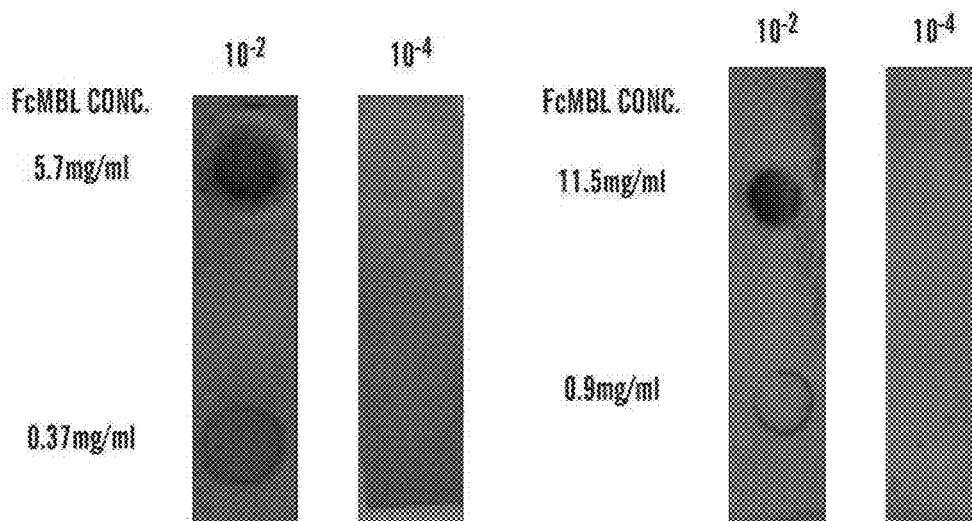 10-2
10-4
FcMBL CONC.
5.7mg/ml
0.37mg/ml
10-2
10-4
FcMBL CONC.
11.5mg/ml
0.9mg/ml